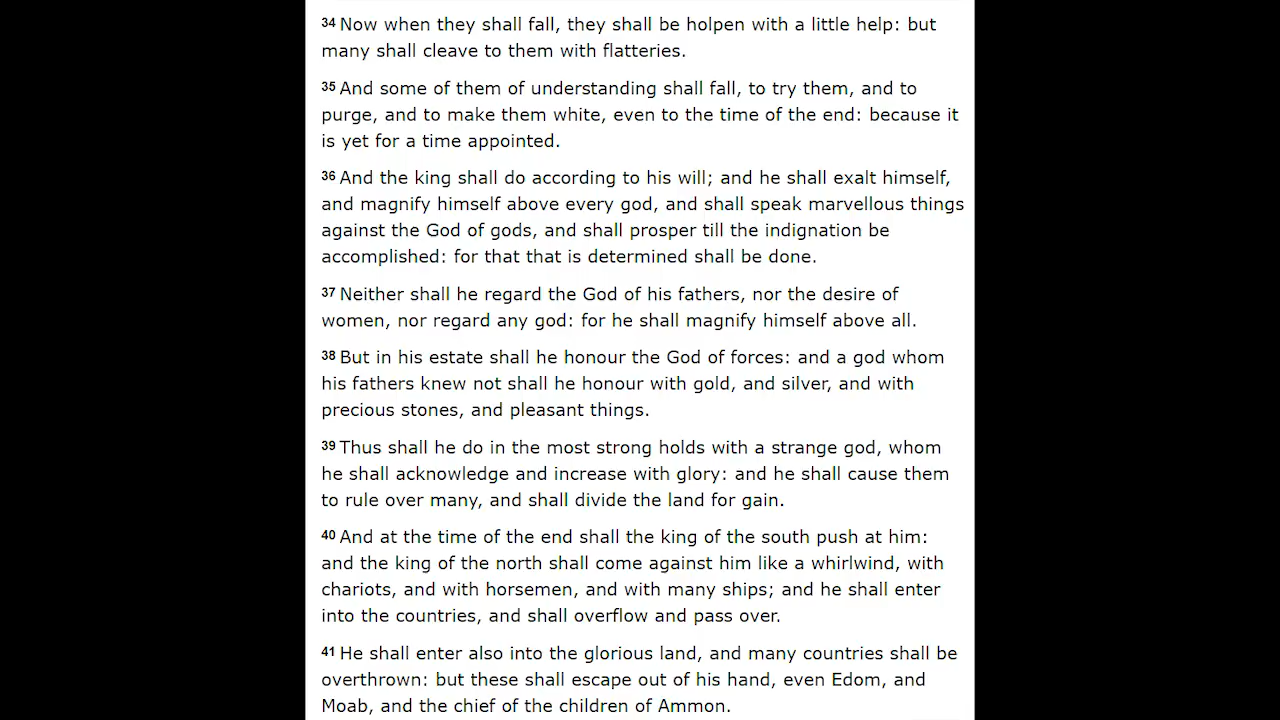 34 Now when they shall fall, they shall be holpen with a little help: but
many shall cleave to them with flatteries.
35 And some of them of understanding shall fall, to try them, and to
purge, and to make them white, even to the time of the end: because it
is yet for a time appointed.
36 And the king shall do according to his will; and he shall exalt himself,
and magnify himself above every god, and shall speak marvellous things
against the God of gods, and shall prosper till the indignation be
accomplished: for that that is determined shall be done.
37 Neither shall he regard the God of his fathers, nor the desire of
women, nor regard any god: for he shall magnify himself above all.
38 But in his estate shall he honour the God of forces: and a god whom
his fathers knew not shall he honour with gold, and silver, and with
precious stones, and pleasant things.
39 Thus shall he do in the most strong holds with a strange god, whom
he shall acknowledge and increase with glory: and he shall cause them
to rule over many, and shall divide the land for gain.
40 And at the time of the end shall the king of the south push at him:
and the king of the north shall come against him like a whirlwind, with
chariots, and with horsemen, and with many ships; and he shall enter
into the countries, and shall overflow and pass over.
41 He shall enter also into the glorious land, and many countries shall be
overthrown: but these shall escape out of his hand, even Edom, and
Moab, and the chief of the children of Ammon.